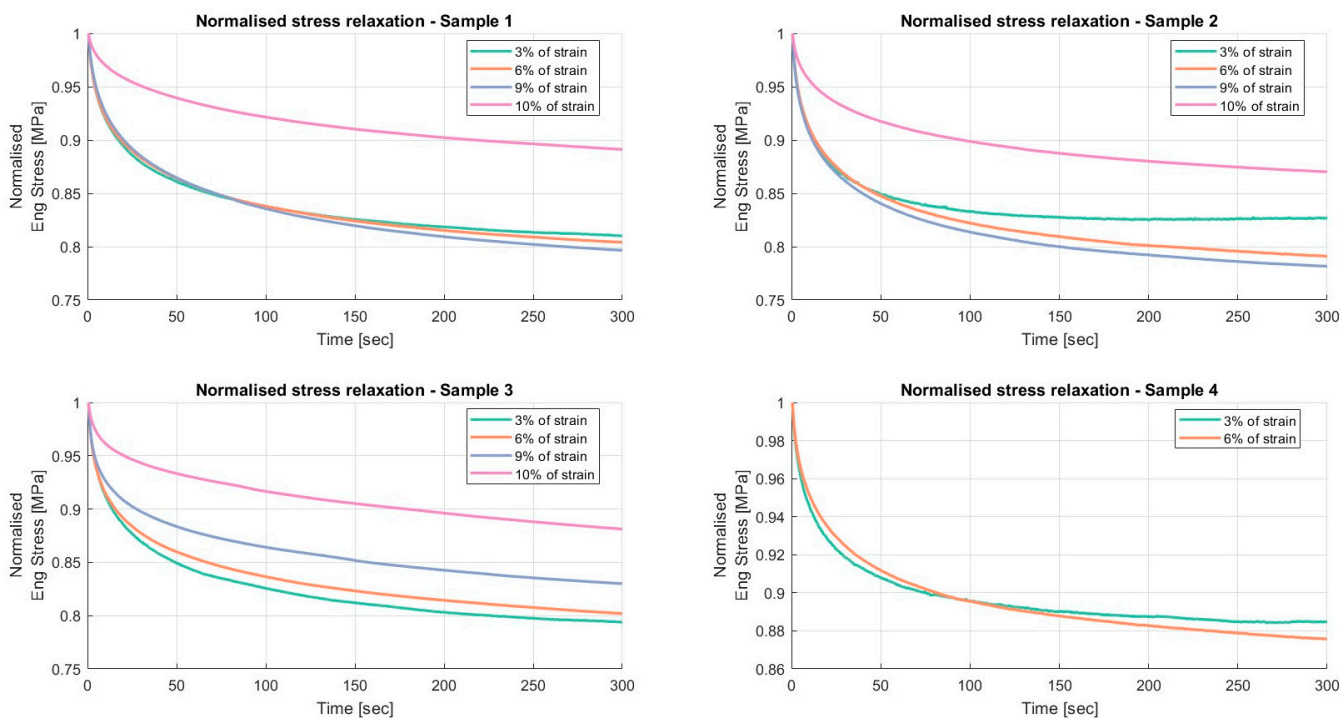 Normalised stress relaxation - Sample 1
Normalised
Eng Stress [MPa]
1
0.95
0.9
0.85
0.8
0.75
0 50 100 150 200 250 300
Time [sec]
3% of strain
6% of strain
9% of strain
10% of strain
Normalised stress relaxation - Sample 2
Normalised
Eng Stress [MPa]
1
0.95
0.9
0.85
0.8
0.75
0 50 100 150 200 250 300
Time [sec]
3% of strain
6% of strain
9% of strain
10% of strain
Normalised stress relaxation - Sample 3
Normalised
Eng Stress [MPa]
1
0.95
0.9
0.85
0.8
0.75
0 50 100 150 200 250 300
Time [sec]
3% of strain
6% of strain
9% of strain
10% of strain
Normalised stress relaxation - Sample 4
Normalised
Eng Stress [MPa]
1
0.98
0.96
0.94
0.92
0.9
0.88
0.86
0 50 100 150 200 250 300
Time [sec]
3% of strain
6% of strain